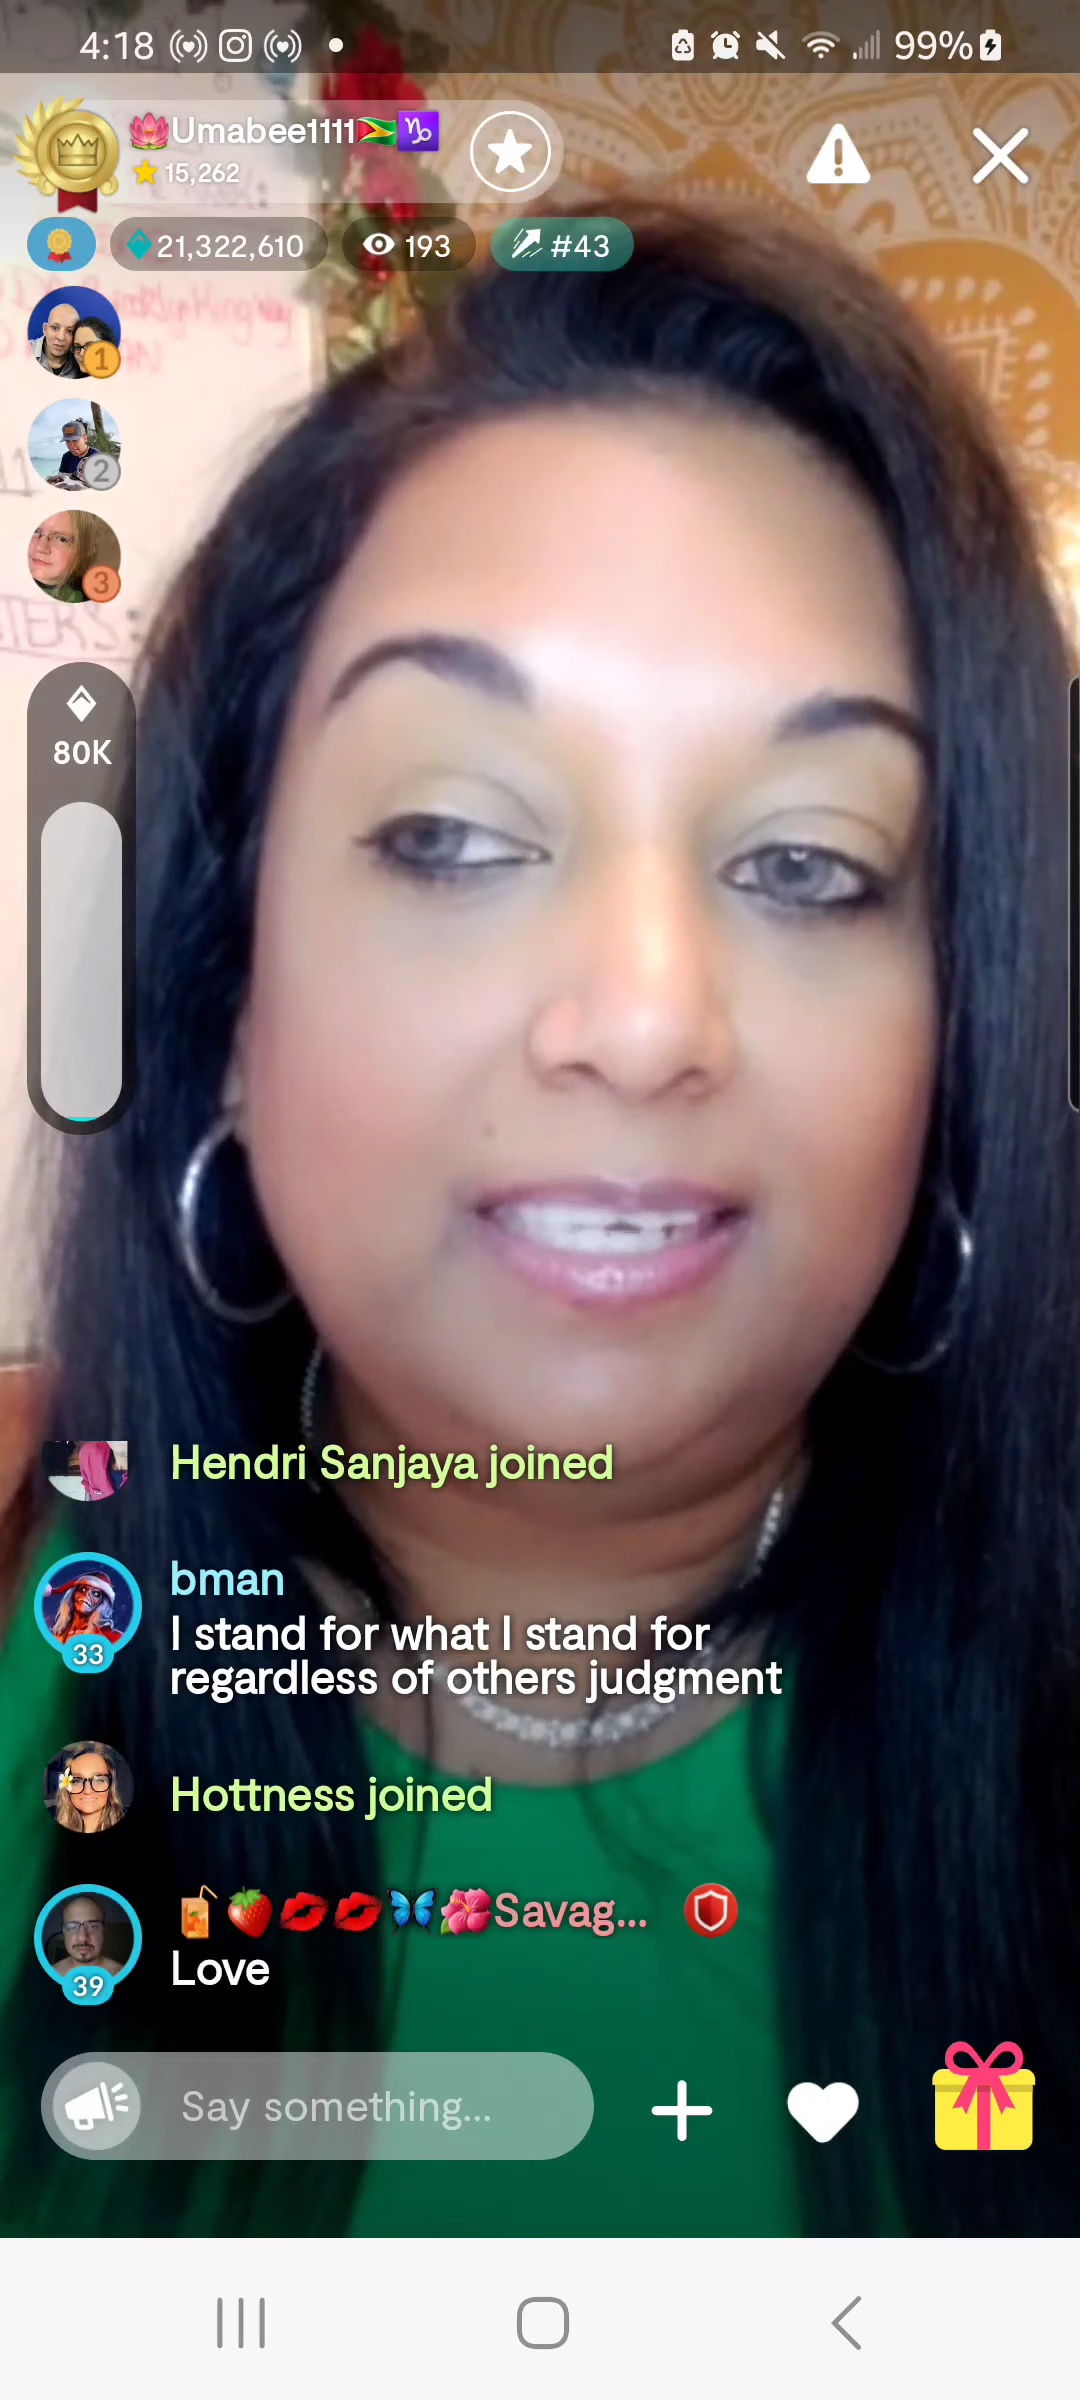 4:18 99%
🪷Umabee1111🇬🇾♑
15,262
21,322,610 193 #43
1
2
3
80K
Hendri Sanjaya joined
bman
33
I stand for what I stand for
regardless of others judgment
Hottness joined
🧃🍓💋💋🦋🌺Savag...
39
Love
Say something...